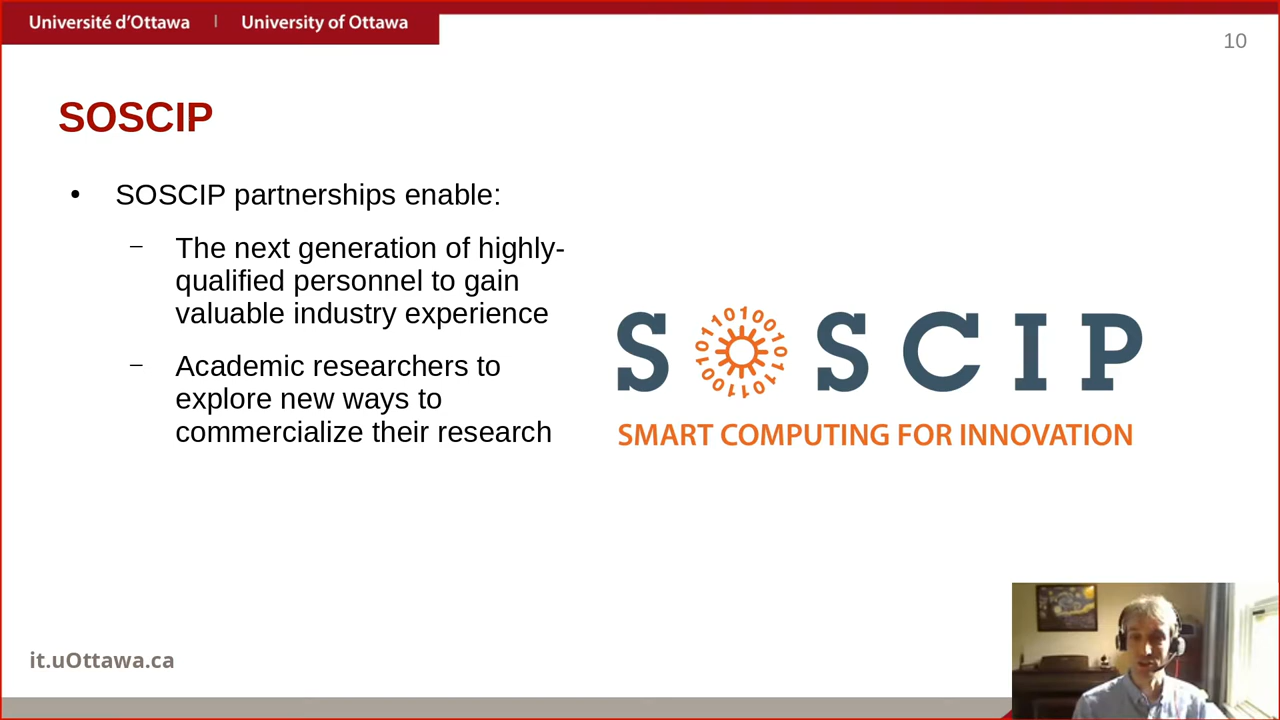 Université d'Ottawa | University of Ottawa
10
SOSCIP
• SOSCIP partnerships enable:
– The next generation of highly-
qualified personnel to gain
valuable industry experience
– Academic researchers to
explore new ways to
commercialize their research
SOSCIP
SMART COMPUTING FOR INNOVATION
it.uOttawa.ca